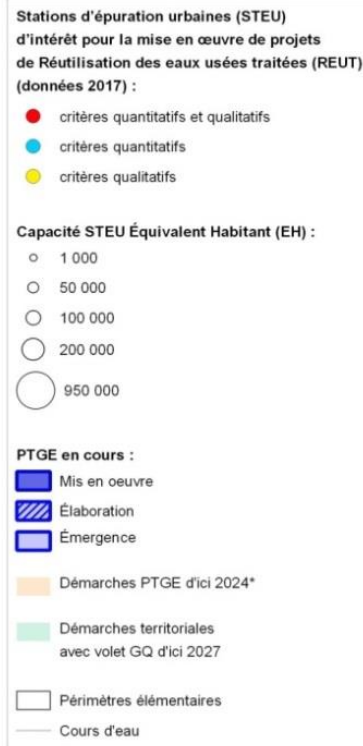 Stations d'épuration urbaines (STEU)
d'intérêt pour la mise en œuvre de projets
de Réutilisation des eaux usées traitées (REUT)
(données 2017) :
critères quantitatifs et qualitatifs
critères quantitatifs
critères qualitatifs
Capacité STEU Équivalent Habitant (EH) :
1 000
50 000
100 000
200 000
950 000
PTGE en cours :
Mis en oeuvre
Élaboration
Émergence
Démarches PTGE d'ici 2024*
Démarches territoriales
avec volet GQ d'ici 2027
Périmètres élémentaires
Cours d'eau